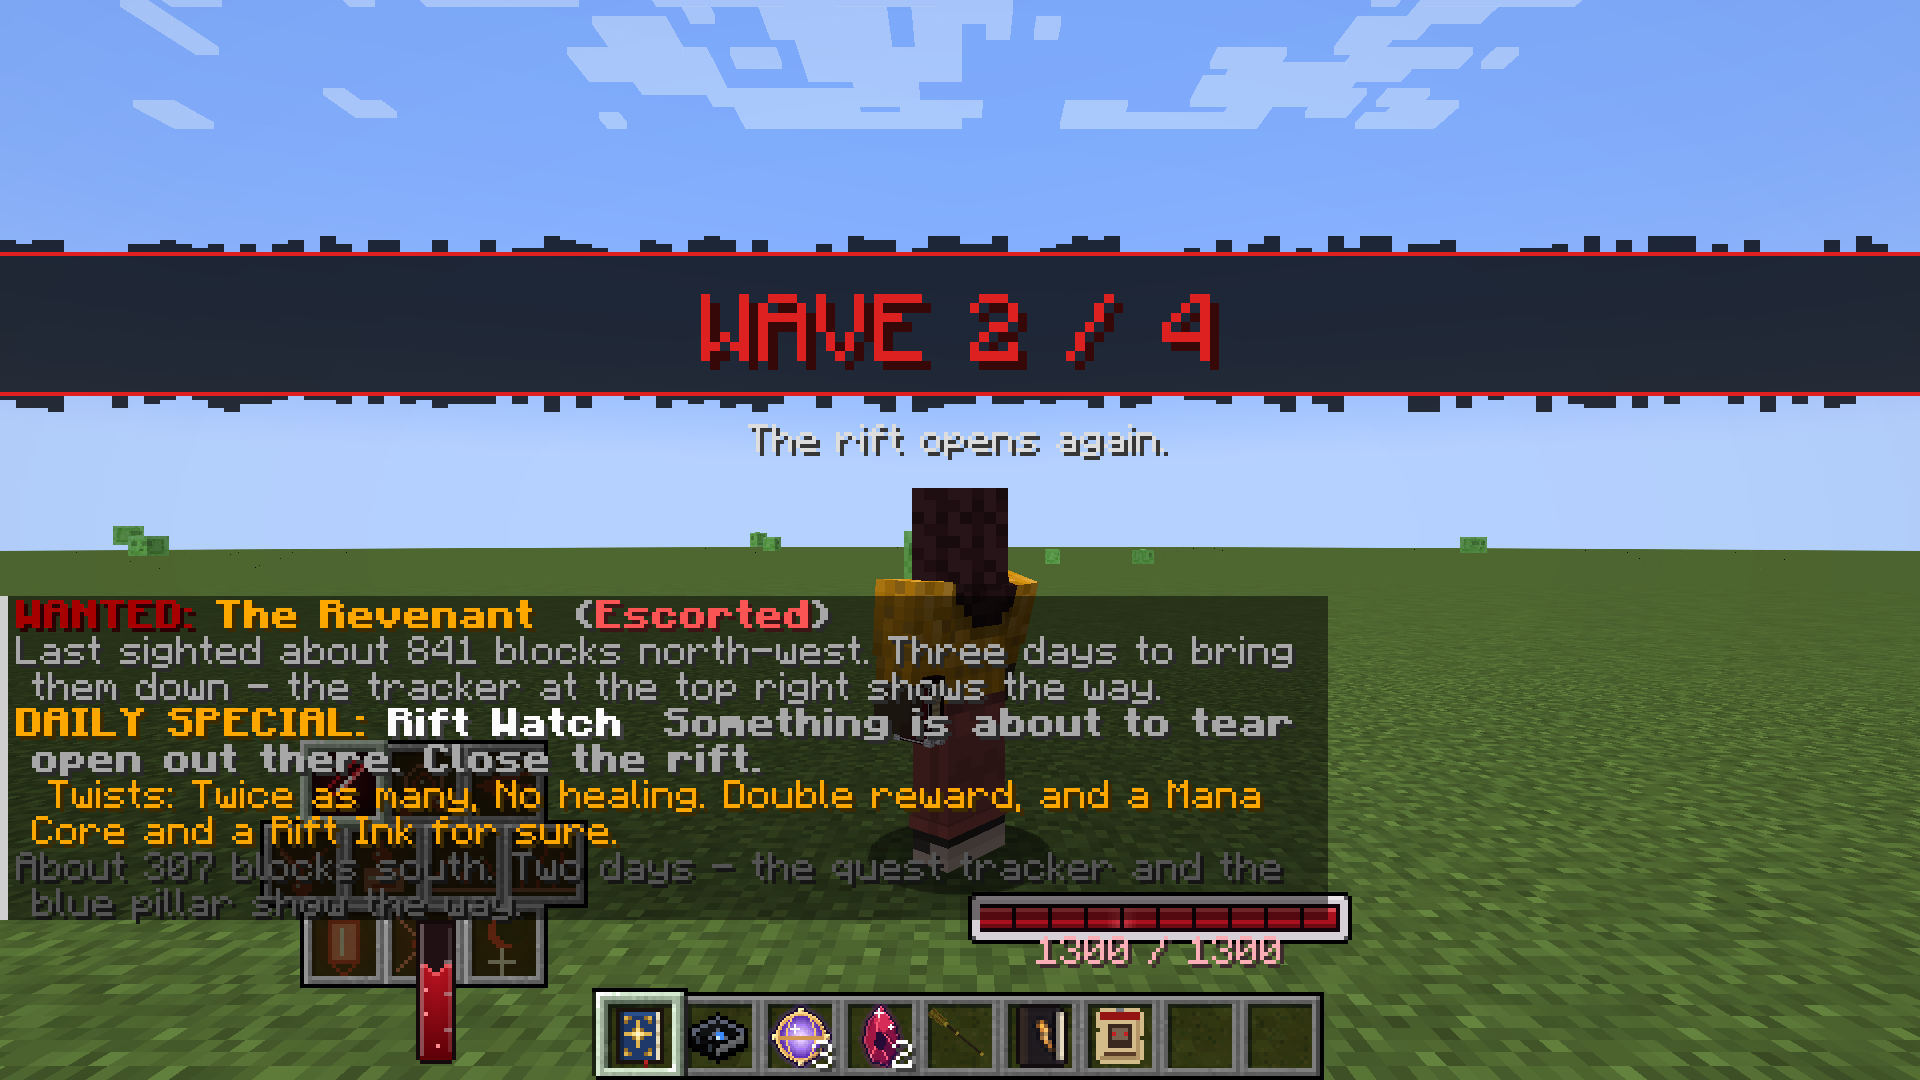 WAVE 2 / 4
The rift opens again.
WANTED: The Revenant (Escorted)
Last sighted about 841 blocks north-west. Three days to bring
them down - the tracker at the top right shows the way.
DAILY SPECIAL: Rift Watch Something is about to tear
open out there. Close the rift.
Twists: Twice as many, No healing. Double reward, and a Mana
Core and a Rift Ink for sure.
About 307 blocks south. Two days - the quest tracker and the
blue pillar show the way.
1300 / 1300
3
2